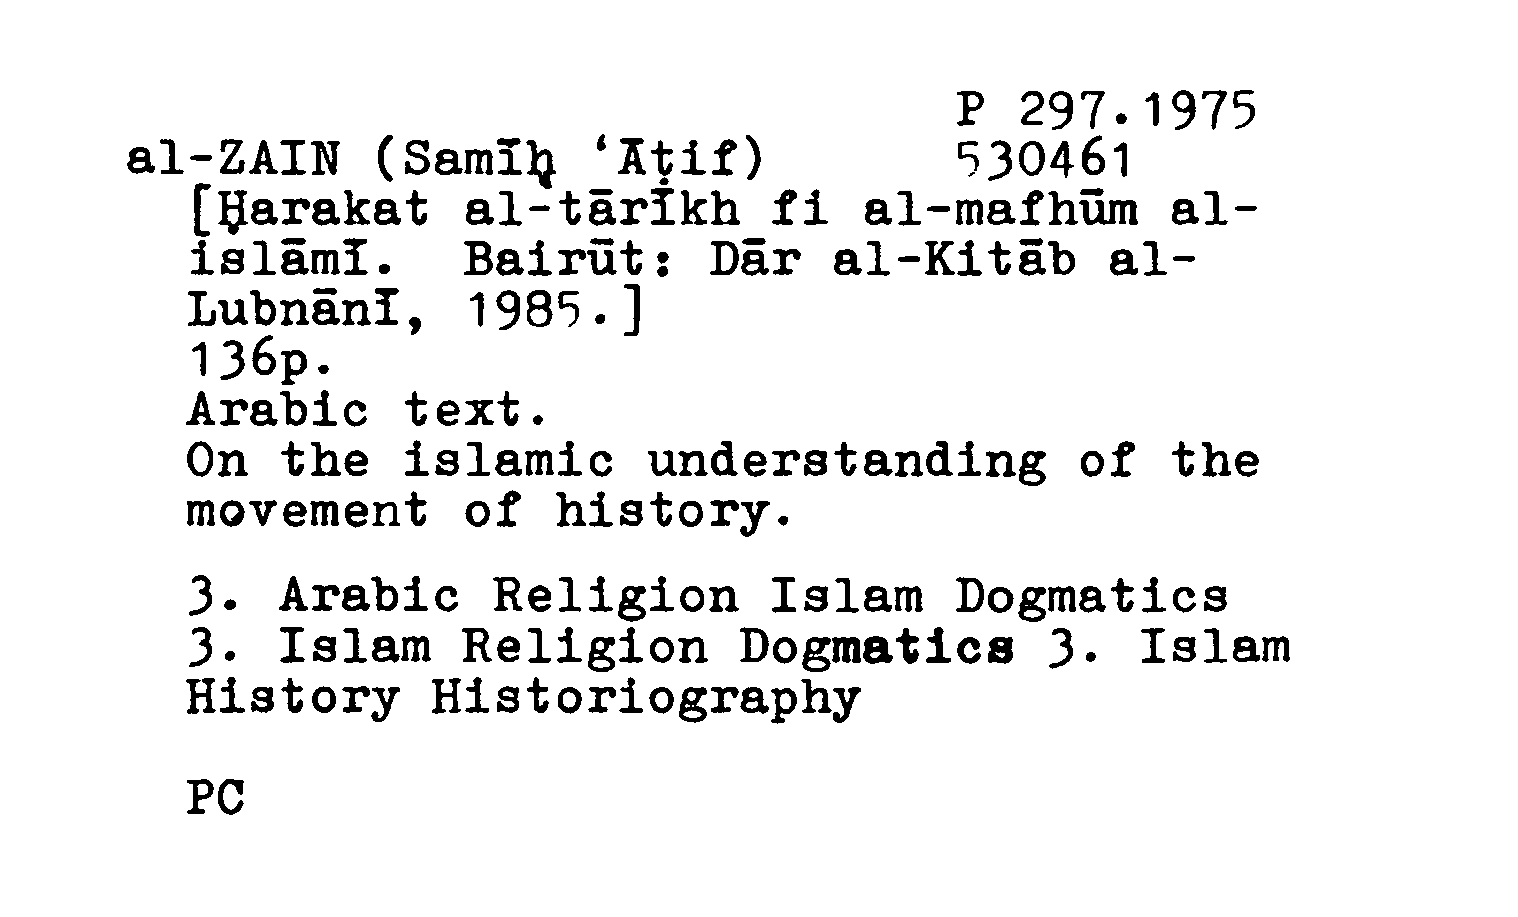 P 297.1975
al-ZAIN (Samīḥ ‘Āṭif) 530461
[Ḥarakat al-tārīkh fi al-mafhūm al-
islāmī. Bairūt: Dār al-Kitāb al-
Lubnānī, 1985.]
136p.
Arabic text.
On the islamic understanding of the
movement of history.
3. Arabic Religion Islam Dogmatics
3. Islam Religion Dogmatics 3. Islam
History Historiography
PC